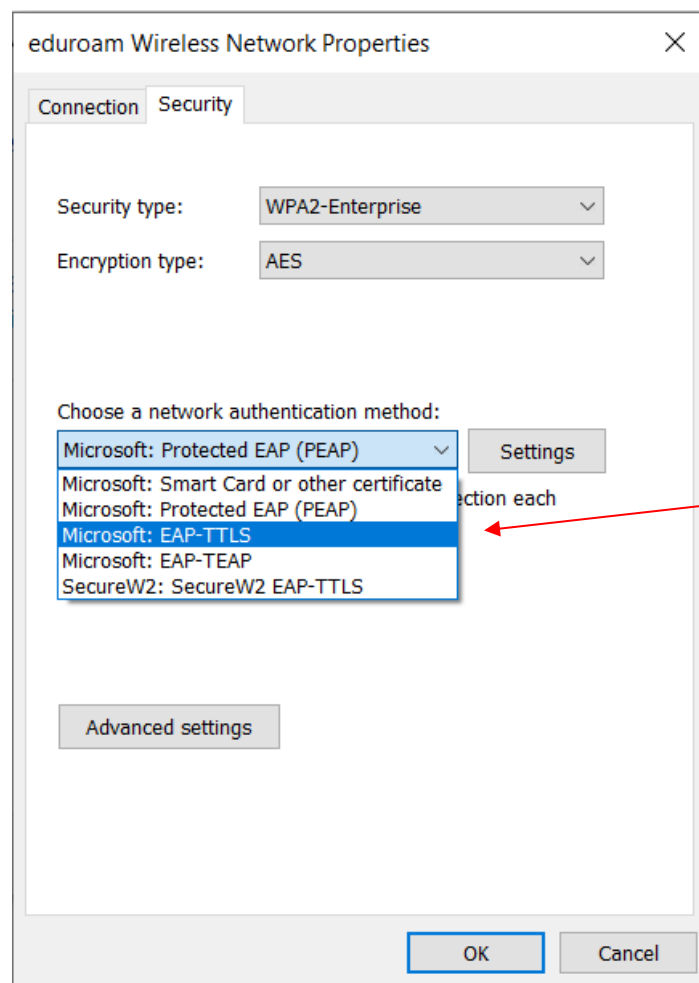 eduroam Wireless Network Properties
Connection
Security
Security type:
WPA2-Enterprise
Encryption type:
AES
Choose a network authentication method:
Microsoft: Protected EAP (PEAP)
Settings
Microsoft: Smart Card or other certificate
Microsoft: Protected EAP (PEAP)
ection each
Microsoft: EAP-TTLS
Microsoft: EAP-TEAP
SecureW2: SecureW2 EAP-TTLS
Advanced settings
OK
Cancel